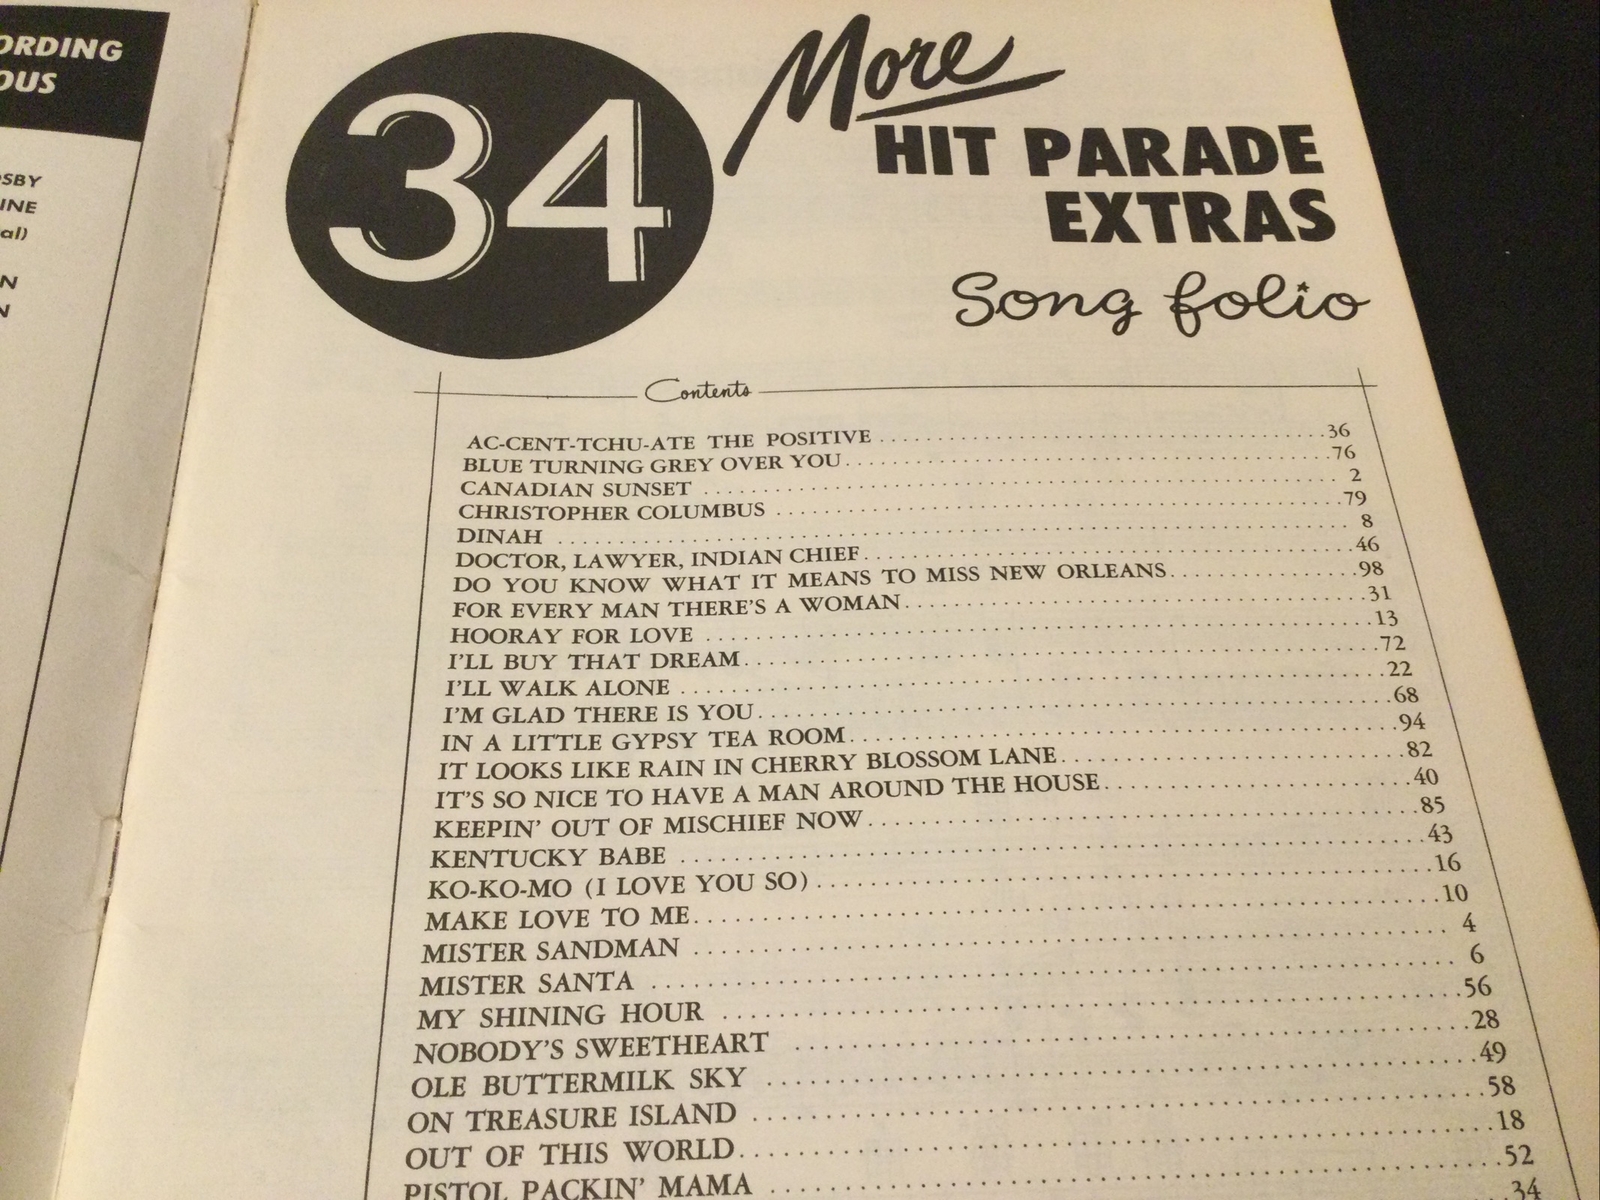 ORDING
OUS
OSBY
INE
al)
N
N
34 More
HIT PARADE
EXTRAS
Song folio
Contents
AC-CENT-TCHU-ATE THE POSITIVE 36
BLUE TURNING GREY OVER YOU 76
CANADIAN SUNSET 2
CHRISTOPHER COLUMBUS 79
DINAH 8
DOCTOR, LAWYER, INDIAN CHIEF 46
DO YOU KNOW WHAT IT MEANS TO MISS NEW ORLEANS 98
FOR EVERY MAN THERE'S A WOMAN 31
HOORAY FOR LOVE 13
I'LL BUY THAT DREAM 72
I'LL WALK ALONE 22
I'M GLAD THERE IS YOU 68
IN A LITTLE GYPSY TEA ROOM 94
IT LOOKS LIKE RAIN IN CHERRY BLOSSOM LANE 82
IT'S SO NICE TO HAVE A MAN AROUND THE HOUSE 40
KEEPIN' OUT OF MISCHIEF NOW 85
KENTUCKY BABE 43
KO-KO-MO (I LOVE YOU SO) 16
MAKE LOVE TO ME 10
MISTER SANDMAN 4
MISTER SANTA 6
MY SHINING HOUR 56
NOBODY'S SWEETHEART 28
OLE BUTTERMILK SKY 49
ON TREASURE ISLAND 58
OUT OF THIS WORLD 18
PISTOL PACKIN' MAMA 52
34